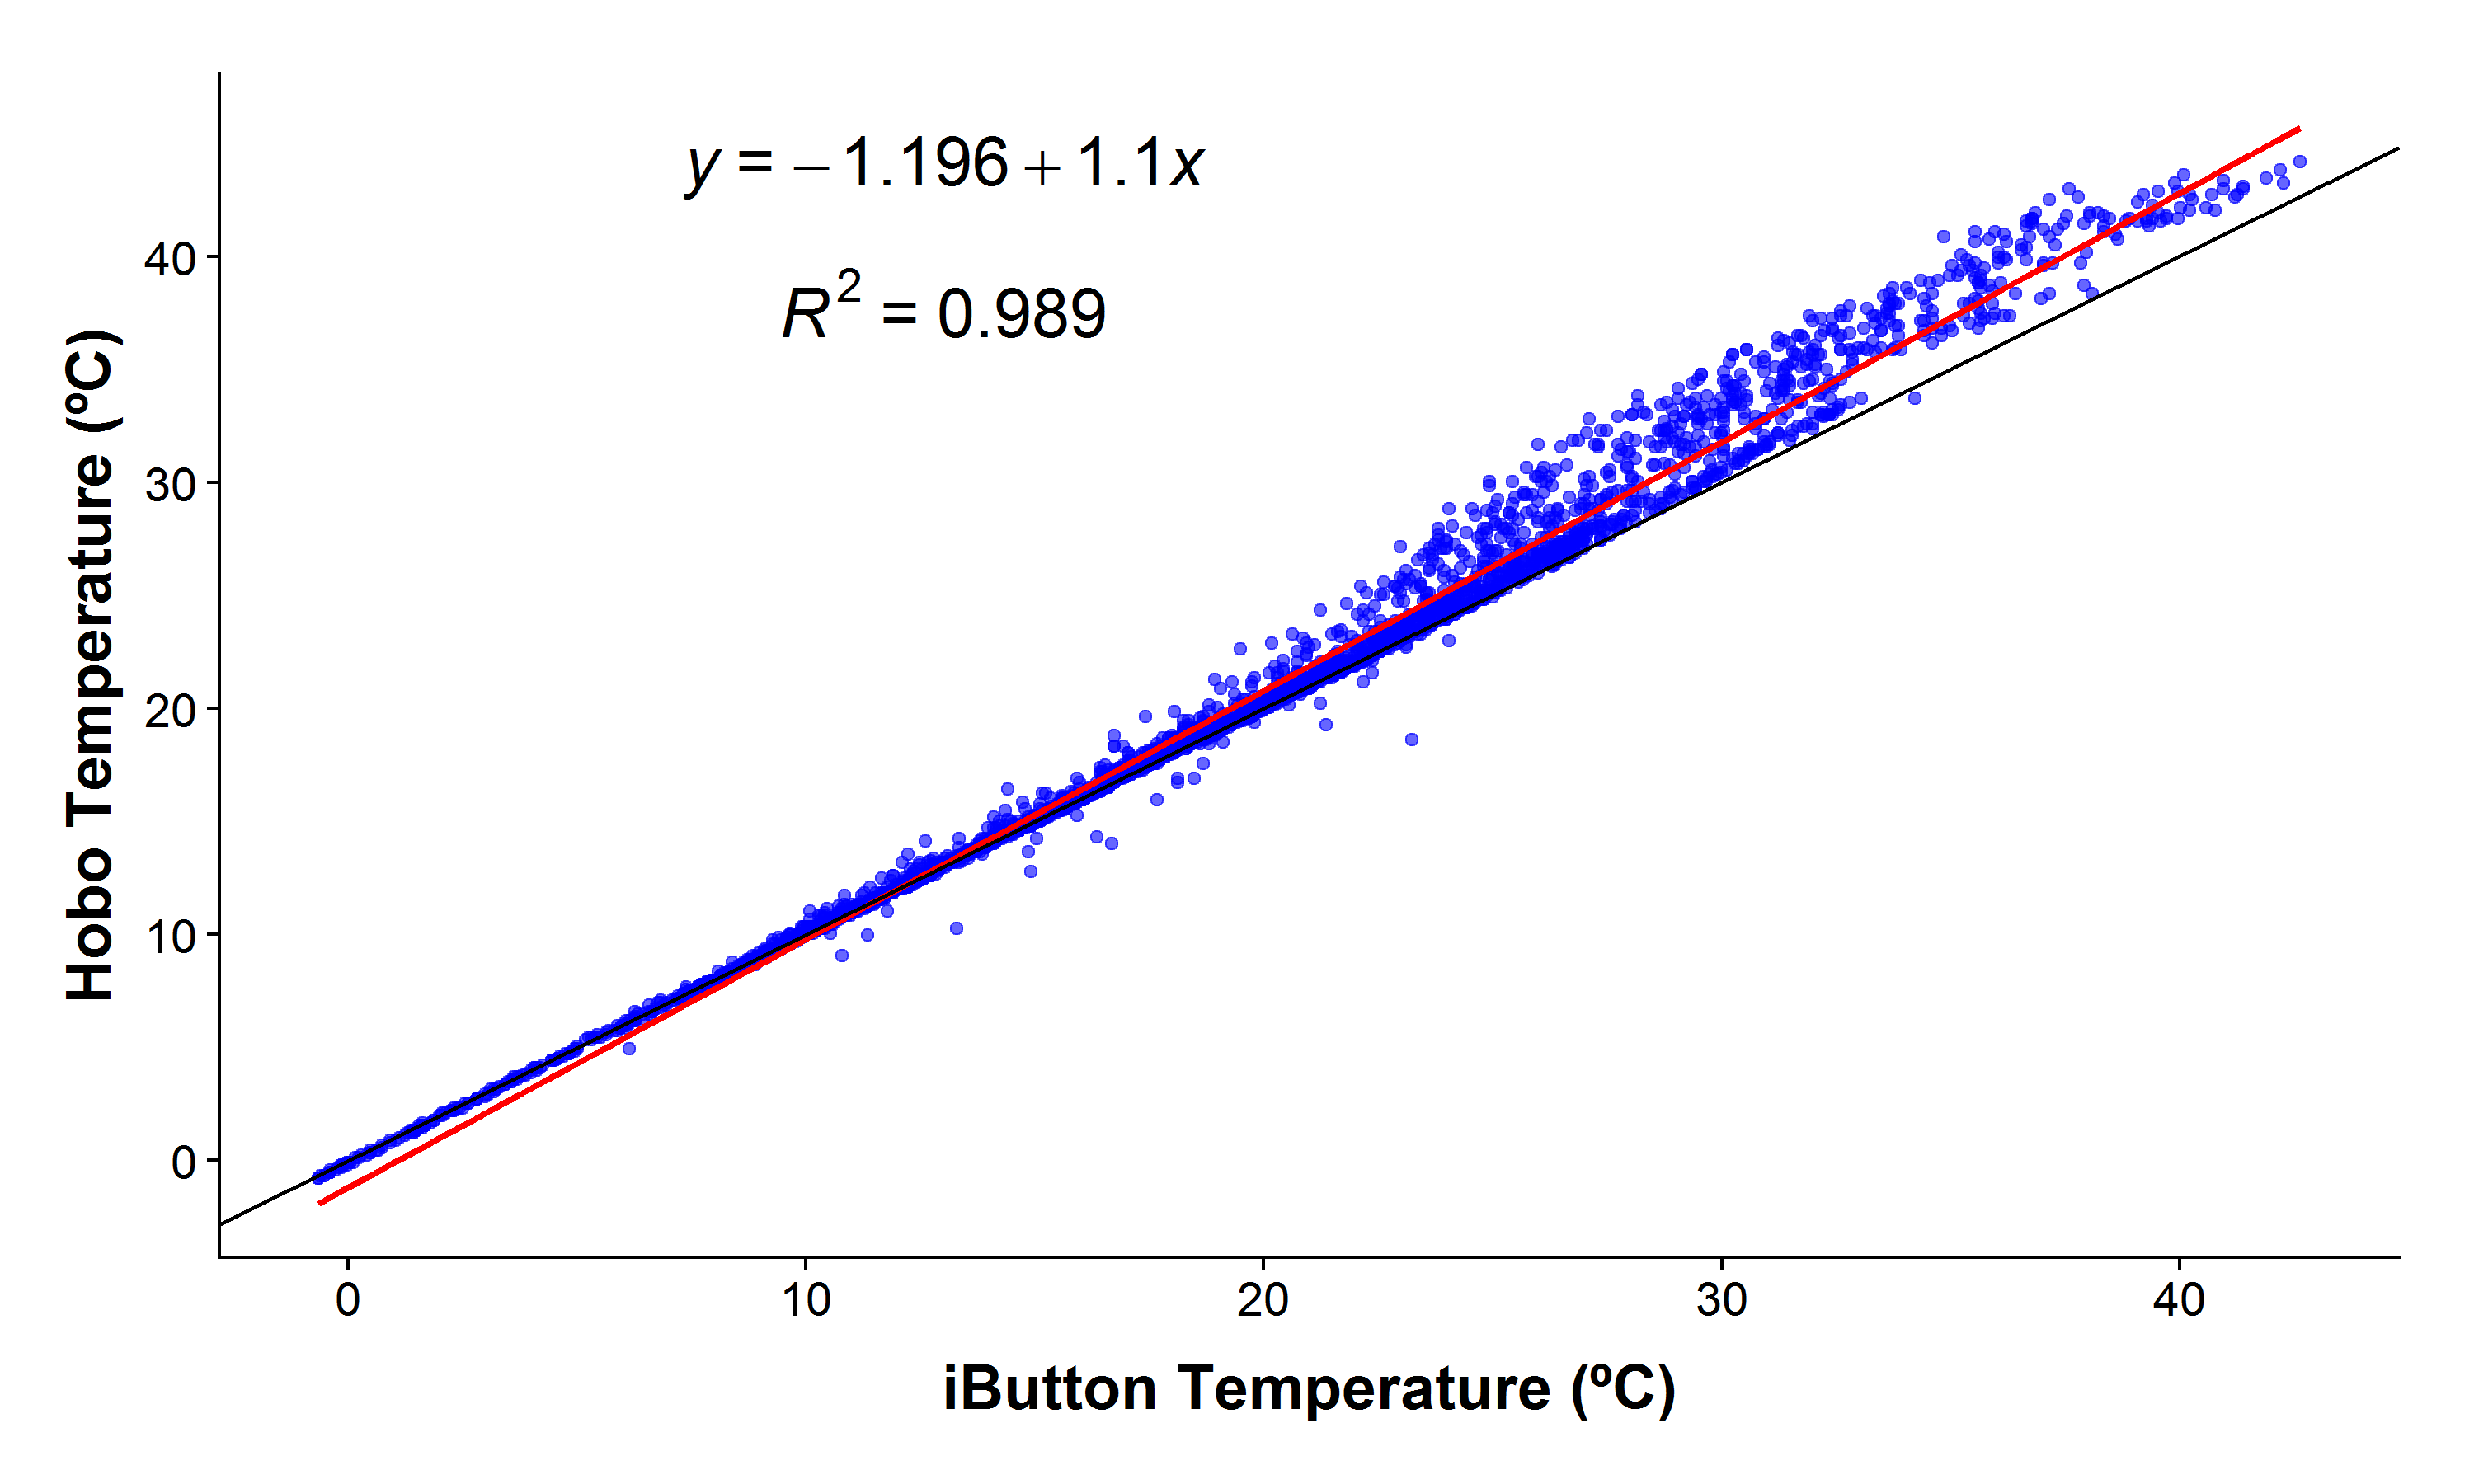 y = −1.196 + 1.1x
R² = 0.989
Hobo Temperature (ºC)
40
30
20
10
0
0 10 20 30 40
iButton Temperature (ºC)